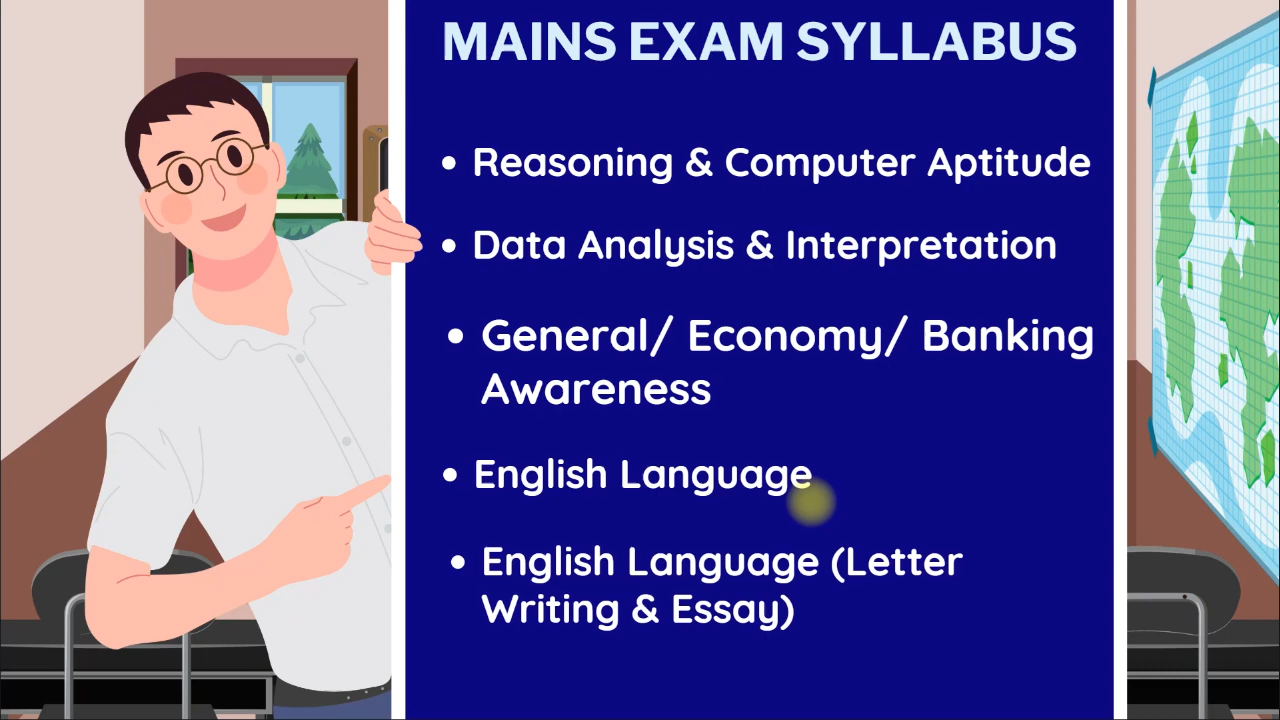 MAINS EXAM SYLLABUS
• Reasoning & Computer Aptitude
• Data Analysis & Interpretation
• General/ Economy/ Banking
Awareness
• English Language
• English Language (Letter
Writing & Essay)